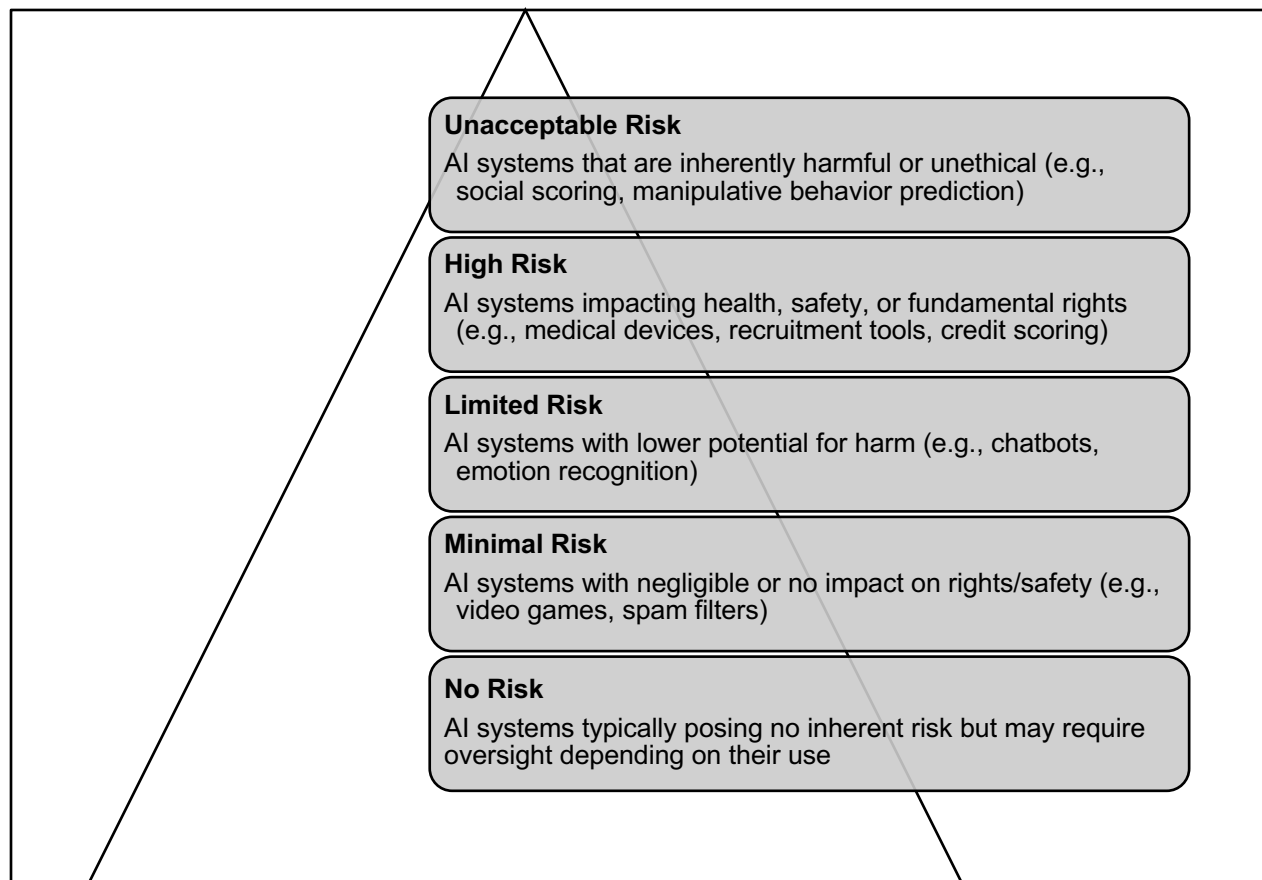 Unacceptable Risk
AI systems that are inherently harmful or unethical (e.g.,
social scoring, manipulative behavior prediction)
High Risk
AI systems impacting health, safety, or fundamental rights
(e.g., medical devices, recruitment tools, credit scoring)
Limited Risk
AI systems with lower potential for harm (e.g., chatbots,
emotion recognition)
Minimal Risk
AI systems with negligible or no impact on rights/safety (e.g.,
video games, spam filters)
No Risk
AI systems typically posing no inherent risk but may require
oversight depending on their use